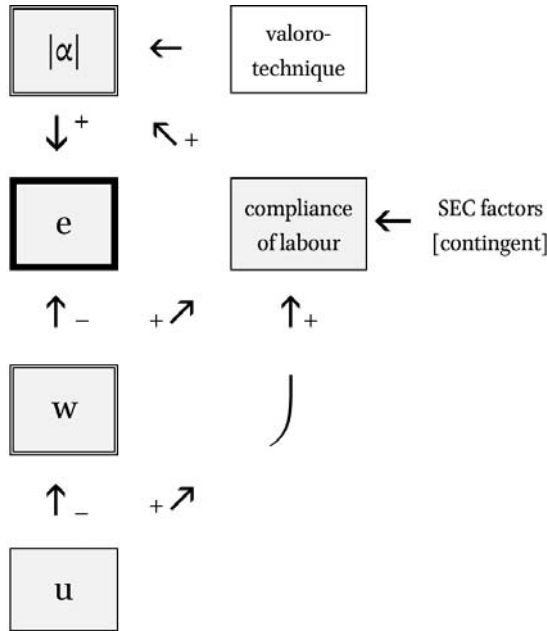 |α|
valoro-
technique
+
+
e
compliance
of labour
SEC factors
[contingent]
−
+
+
w
−
+
u